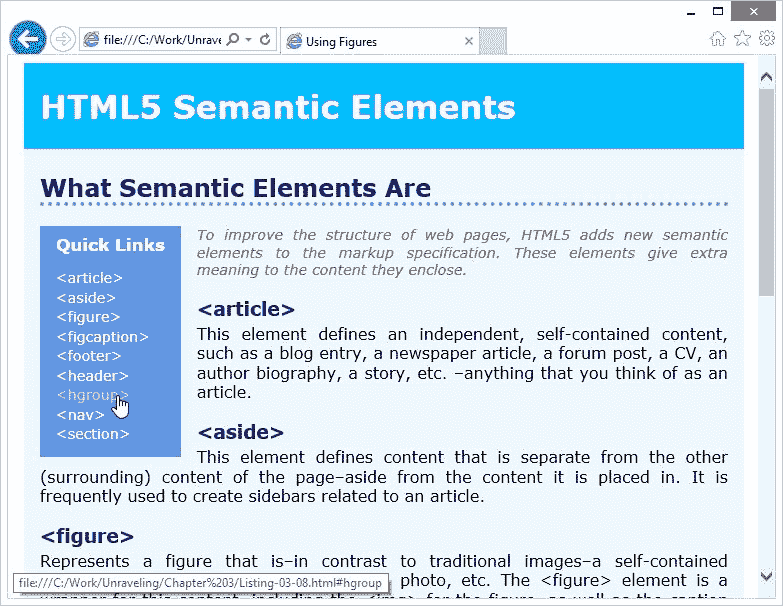 file:///C:/Work/Unrave
Using Figures
HTML5 Semantic Elements
What Semantic Elements Are
Quick Links
<article>
<aside>
<figure>
<figcaption>
<footer>
<header>
<hgroup>
<nav>
<section>
To improve the structure of web pages, HTML5 adds new semantic
elements to the markup specification. These elements give extra
meaning to the content they enclose.
<article>
This element defines an independent, self-contained content,
such as a blog entry, a newspaper article, a forum post, a CV, an
author biography, a story, etc. –anything that you think of as an
article.
<aside>
This element defines content that is separate from the other
(surrounding) content of the page–aside from the content it is placed in. It is
frequently used to create sidebars related to an article.
<figure>
Represents a figure that is–in contrast to traditional images–a self-contained
photo, etc. The <figure> element is a
file:///C:/Work/Unraveling/Chapter%203/Listing-03-08.html#hgroup